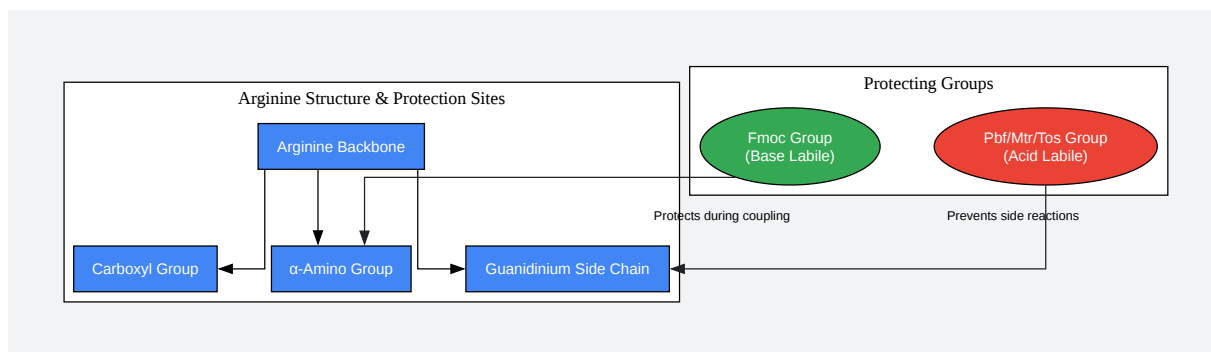 Protecting Groups
Arginine Structure & Protection Sites
Fmoc Group
(Base Labile)
Pbf/Mtr/Tos Group
(Acid Labile)
Arginine Backbone
Protects during coupling
Prevents side reactions
Carboxyl Group
α-Amino Group
Guanidinium Side Chain